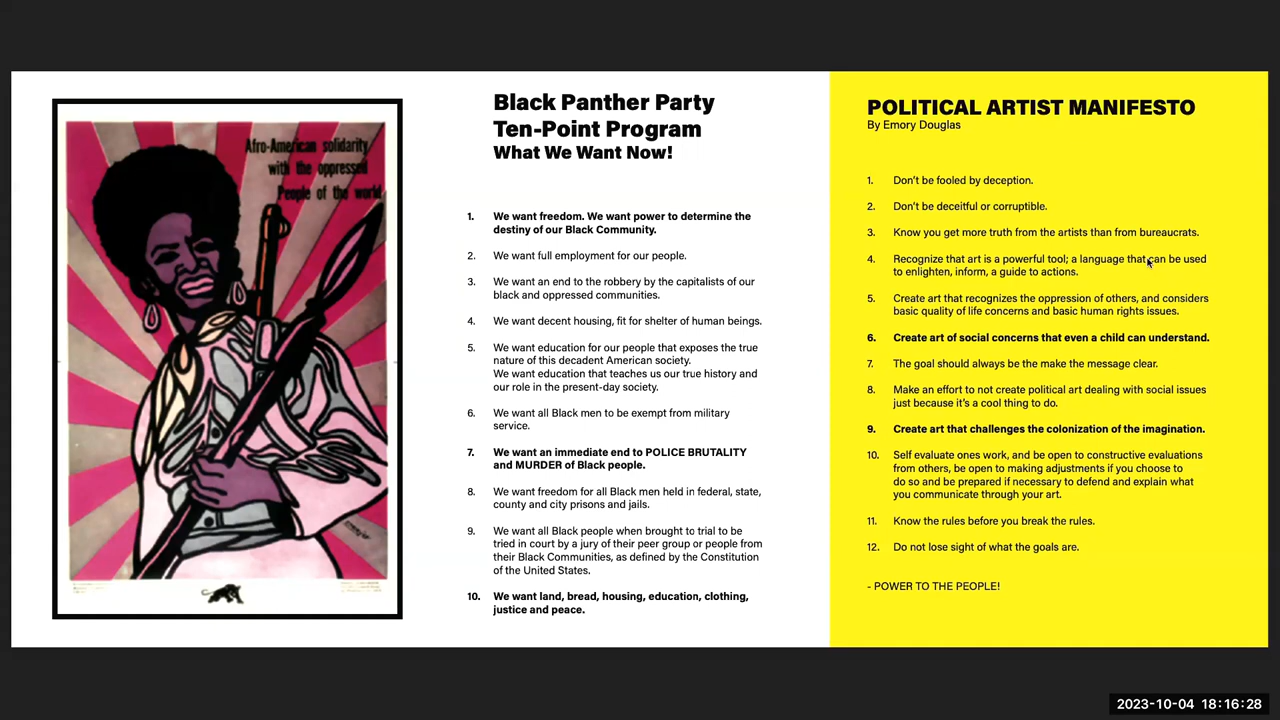 Afro-American solidarity
with the oppressed
People of the world
Black Panther Party
Ten-Point Program
What We Want Now!
1. We want freedom. We want power to determine the
destiny of our Black Community.
2. We want full employment for our people.
3. We want an end to the robbery by the capitalists of our
black and oppressed communities.
4. We want decent housing, fit for shelter of human beings.
5. We want education for our people that exposes the true
nature of this decadent American society.
We want education that teaches us our true history and
our role in the present-day society.
6. We want all Black men to be exempt from military
service.
7. We want an immediate end to POLICE BRUTALITY
and MURDER of Black people.
8. We want freedom for all Black men held in federal, state,
county and city prisons and jails.
9. We want all Black people when brought to trial to be
tried in court by a jury of their peer group or people from
their Black Communities, as defined by the Constitution
of the United States.
10. We want land, bread, housing, education, clothing,
justice and peace.
POLITICAL ARTIST MANIFESTO
By Emory Douglas
1. Don't be fooled by deception.
2. Don't be deceitful or corruptible.
3. Know you get more truth from the artists than from bureaucrats.
4. Recognize that art is a powerful tool; a language that can be used
to enlighten, inform, a guide to actions.
5. Create art that recognizes the oppression of others, and considers
basic quality of life concerns and basic human rights issues.
6. Create art of social concerns that even a child can understand.
7. The goal should always be the make the message clear.
8. Make an effort to not create political art dealing with social issues
just because it's a cool thing to do.
9. Create art that challenges the colonization of the imagination.
10. Self evaluate ones work, and be open to constructive evaluations
from others, be open to making adjustments if you choose to
do so and be prepared if necessary to defend and explain what
you communicate through your art.
11. Know the rules before you break the rules.
12. Do not lose sight of what the goals are.
- POWER TO THE PEOPLE!
2023-10-04 18:16:28